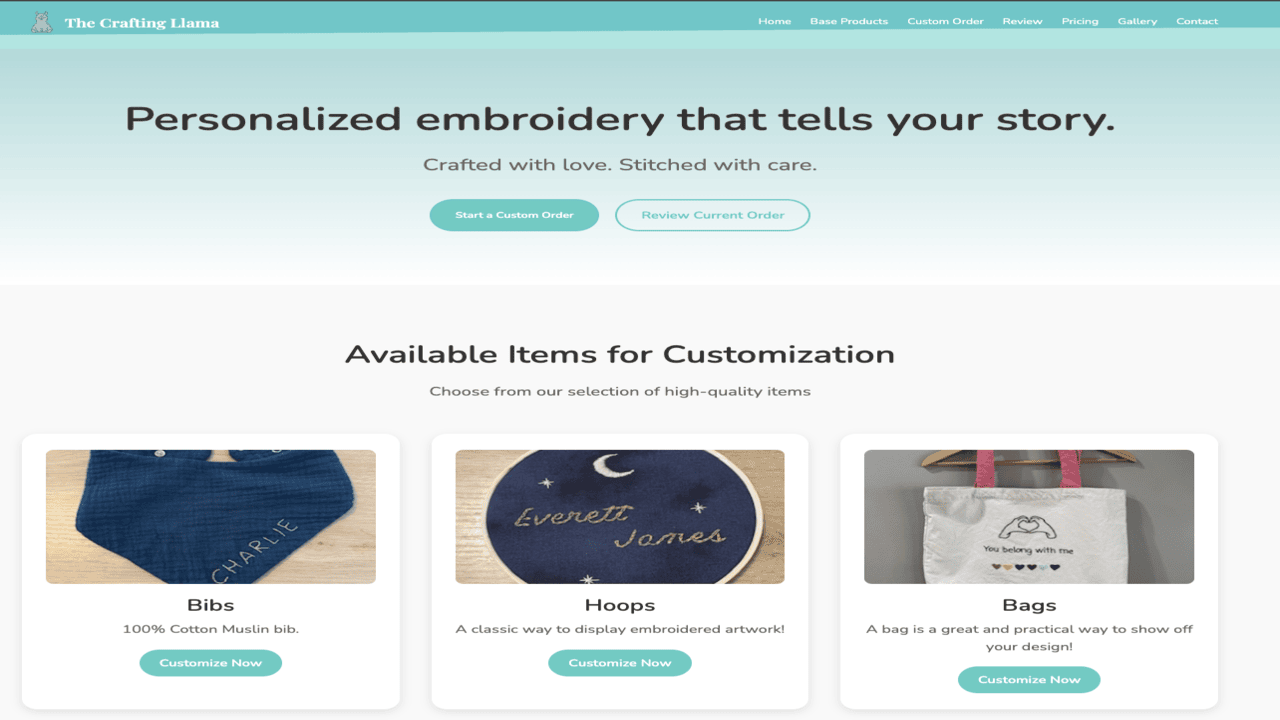 The Crafting Llama
Home Base Products Custom Order Review Pricing Gallery Contact
Personalized embroidery that tells your story.
Crafted with love. Stitched with care.
Start a Custom Order Review Current Order
Available Items for Customization
Choose from our selection of high-quality items
CHARLIE
Everett
James
You belong with me
Bibs
100% Cotton Muslin bib.
Customize Now
Hoops
A classic way to display embroidered artwork!
Customize Now
Bags
A bag is a great and practical way to show off
your design!
Customize Now